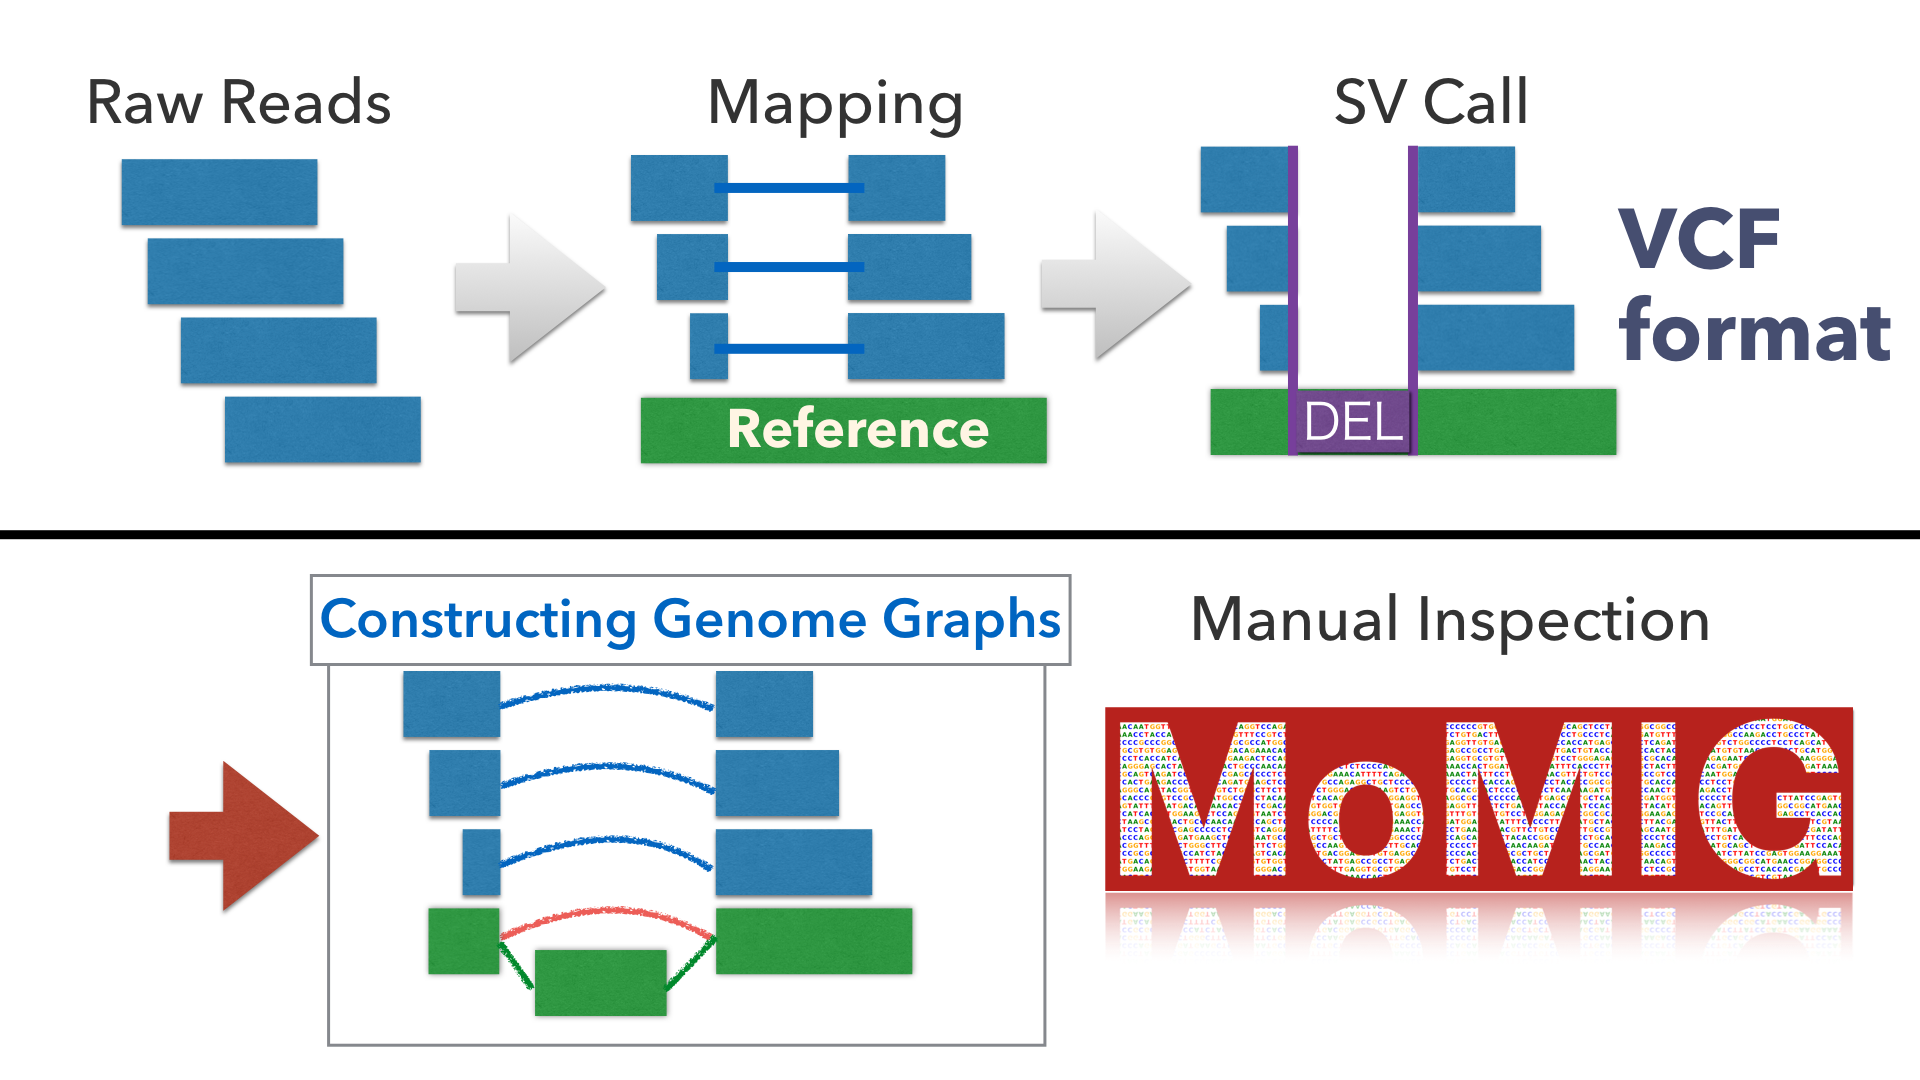 Raw Reads
Mapping
SV Call
VCF
format
Reference
DEL
Constructing Genome Graphs
Manual Inspection
MoMIG